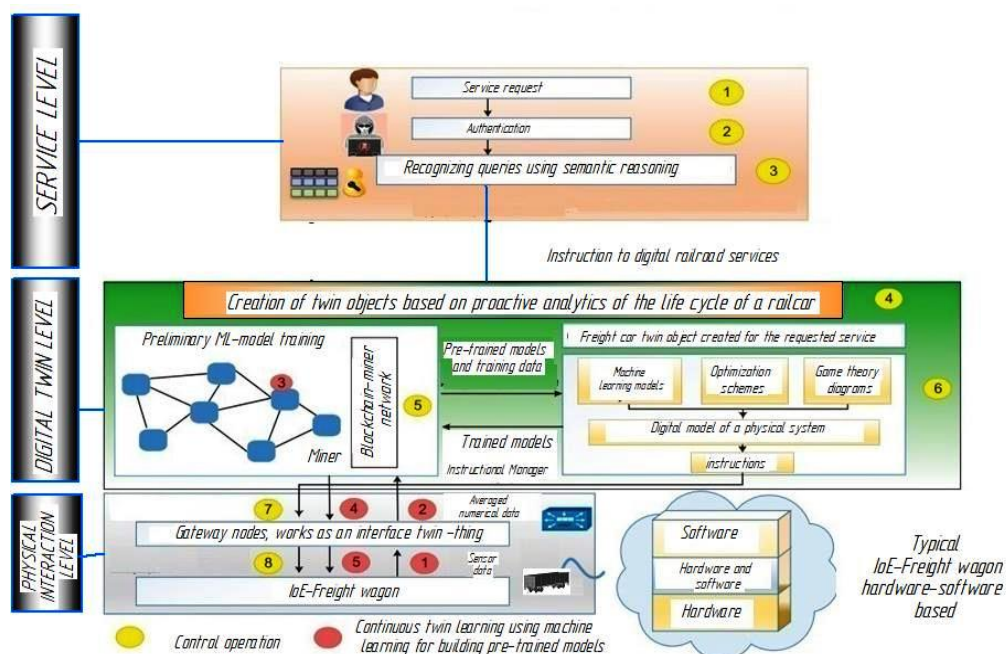 SERVICE LEVEL
Service request
1
Authentication
2
Recognizing queries using semantic reasoning
3
Instruction to digital railroad services
DIGITAL TWIN LEVEL
Creation of twin objects based on proactive analytics of the life cycle of a railcar
4
Preliminary ML-model training
3
Miner
Blockchain-miner
network
5
Pre-trained models
and training data
Trained models
Instructional Manager
Freight car twin object created for the requested service
Machine
learning models
Optimization
schemes
Game theory
diagrams
6
Digital model of a physical system
instructions
PHYSICAL
INTERACTION
LEVEL
7
4
2
Averaged
numerical data
Gateway nodes, works as an interface twin -thing
8
5
1
Sensor
data
IoE-Freight wagon
Software
Hardware and
software
Hardware
Typical
IoE-Freight wagon
hardware-software
based
Control operation
Continuous twin learning using machine
learning for building pre-trained models